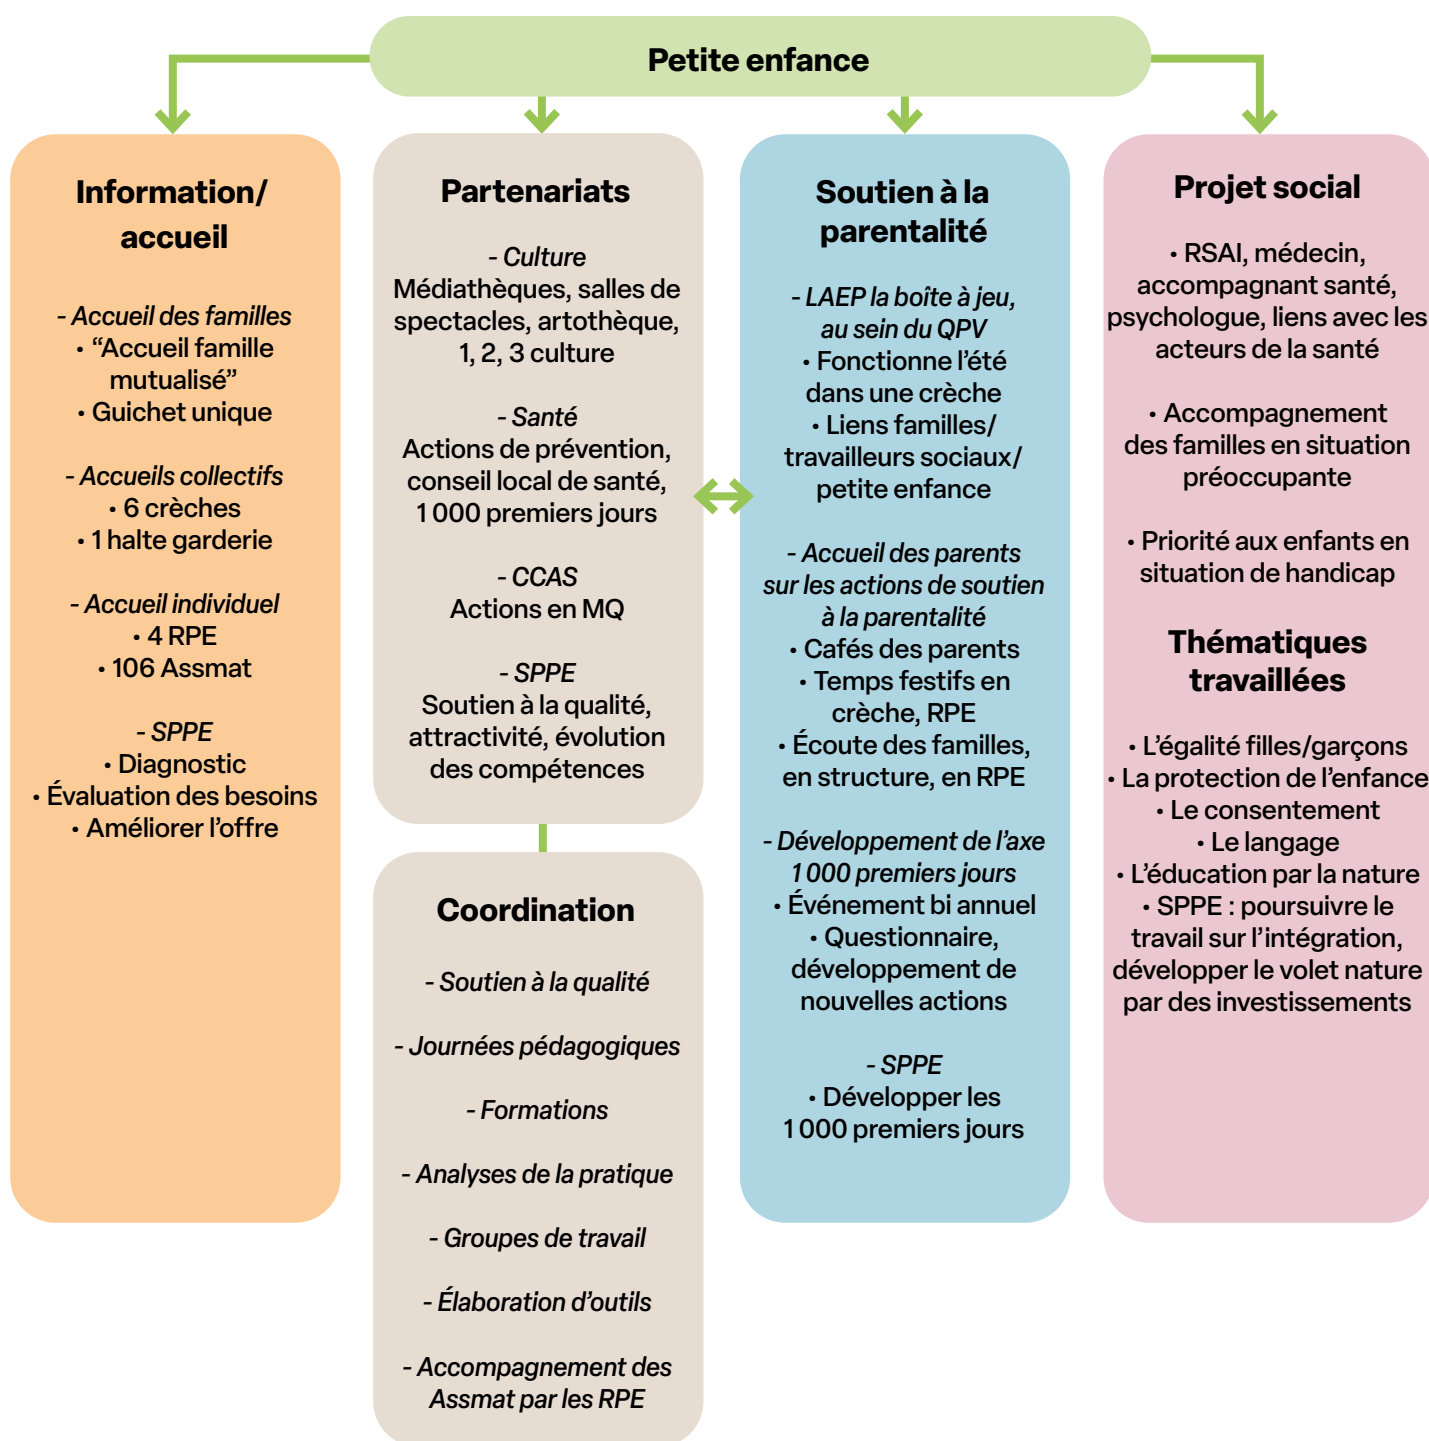 Petite enfance
Information/
accueil
- Accueil des familles
• “Accueil famille
mutualisé”
• Guichet unique
- Accueils collectifs
• 6 crèches
• 1 halte garderie
- Accueil individuel
• 4 RPE
• 106 Assmat
- SPPE
• Diagnostic
• Évaluation des besoins
• Améliorer l’offre
Partenariats
- Culture
Médiathèques, salles de
spectacles, artothèque,
1, 2, 3 culture
- Santé
Actions de prévention,
conseil local de santé,
1 000 premiers jours
- CCAS
Actions en MQ
- SPPE
Soutien à la qualité,
attractivité, évolution
des compétences
Coordination
- Soutien à la qualité
- Journées pédagogiques
- Formations
- Analyses de la pratique
- Groupes de travail
- Élaboration d’outils
- Accompagnement des
Assmat par les RPE
Soutien à la
parentalité
- LAEP la boîte à jeu,
au sein du QPV
• Fonctionne l’été
dans une crèche
• Liens familles/
travailleurs sociaux/
petite enfance
- Accueil des parents
sur les actions de soutien
à la parentalité
• Cafés des parents
• Temps festifs en
crèche, RPE
• Écoute des familles,
en structure, en RPE
- Développement de l’axe
1 000 premiers jours
• Événement bi annuel
• Questionnaire,
développement de
nouvelles actions
- SPPE
• Développer les
1 000 premiers jours
Projet social
• RSAI, médecin,
accompagnant santé,
psychologue, liens avec les
acteurs de la santé
• Accompagnement
des familles en situation
préoccupante
• Priorité aux enfants en
situation de handicap
Thématiques
travaillées
• L’égalité filles/garçons
• La protection de l’enfance
• Le consentement
• Le langage
• L’éducation par la nature
• SPPE : poursuivre le
travail sur l’intégration,
développer le volet nature
par des investissements